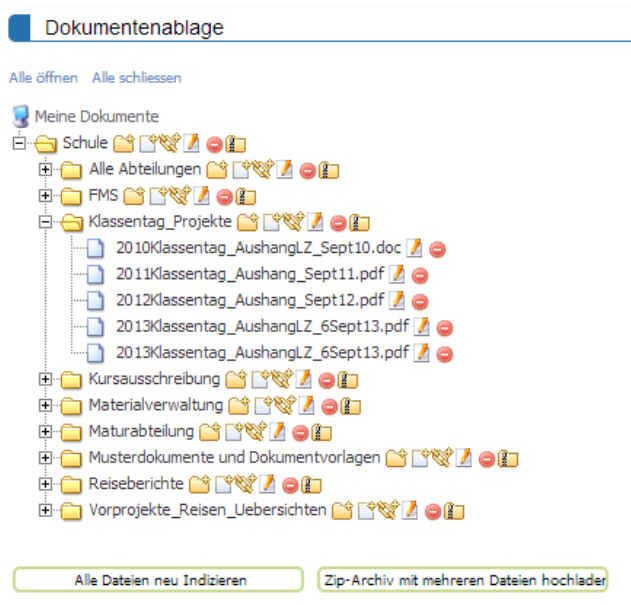 Dokumentenablage
Alle öffnen Alle schliessen
Meine Dokumente
Schule
Alle Abteilungen
FMS
Klassentag_Projekte
2010Klassentag_AushangLZ_Sept10.doc
2011Klassentag_Aushang_Sept11.pdf
2012Klassentag_Aushang_Sept12.pdf
2013Klassentag_AushangLZ_6Sept13.pdf
2013Klassentag_AushangLZ_6Sept13.pdf
Kursausschreibung
Materialverwaltung
Maturabteilung
Musterdokumente und Dokumentvorlagen
Reiseberichte
Vorprojekte_Reisen_Uebersichten
Alle Dateien neu Indizieren Zip-Archiv mit mehreren Dateien hochladen